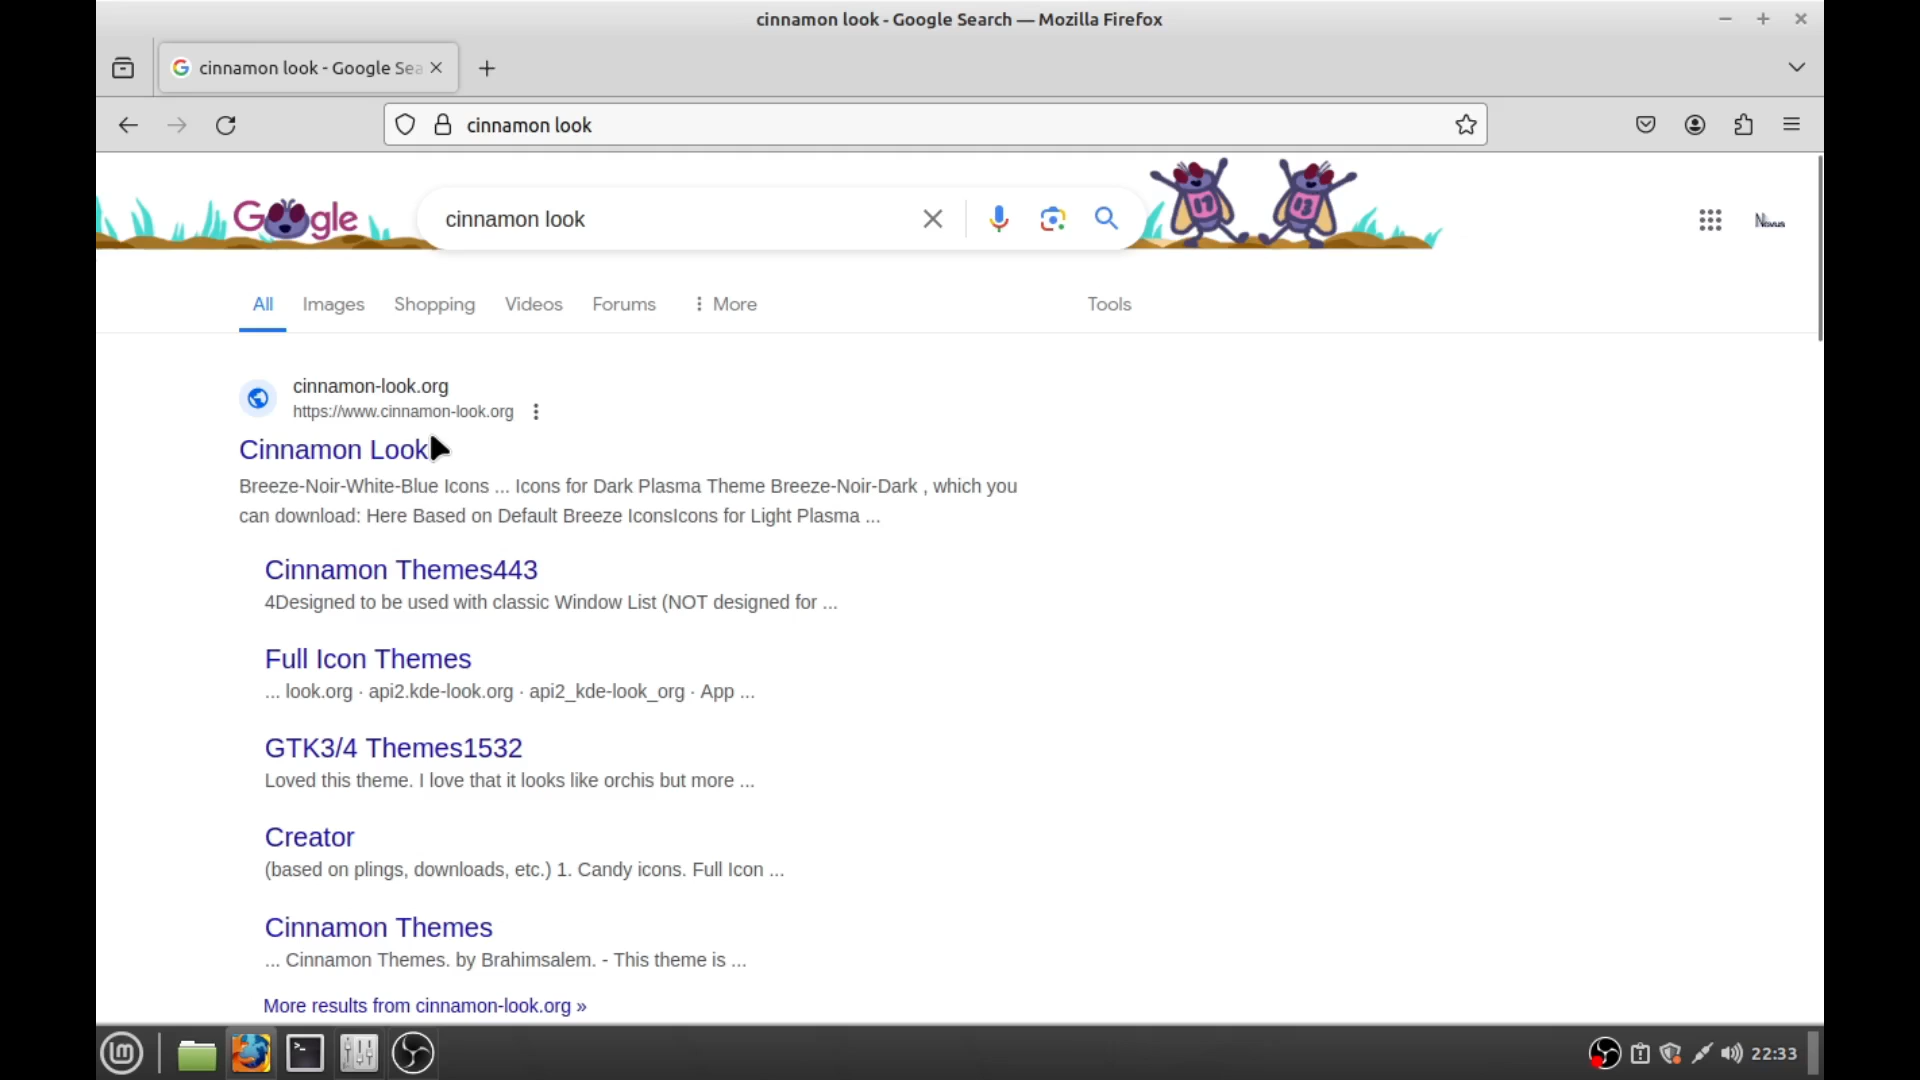 cinnamon look - Google Search — Mozilla Firefox
cinnamon look - Google Sea
cinnamon look
Google
cinnamon look
03
Novus
All Images Shopping Videos Forums More Tools
cinnamon-look.org
https://www.cinnamon-look.org
Cinnamon Look
Breeze-Noir-White-Blue Icons ... Icons for Dark Plasma Theme Breeze-Noir-Dark , which you
can download: Here Based on Default Breeze IconsIcons for Light Plasma ...
Cinnamon Themes443
4Designed to be used with classic Window List (NOT designed for ...
Full Icon Themes
... look.org · api2.kde-look.org · api2_kde-look_org · App ...
GTK3/4 Themes1532
Loved this theme. I love that it looks like orchis but more ...
Creator
(based on plings, downloads, etc.) 1. Candy icons. Full Icon ...
Cinnamon Themes
... Cinnamon Themes. by Brahimsalem. - This theme is ...
More results from cinnamon-look.org »
22:33